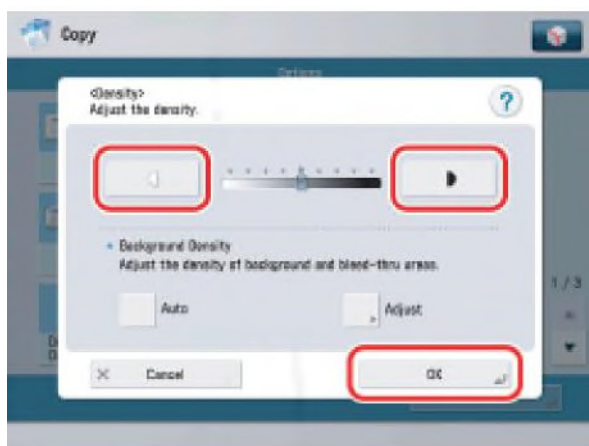 Copy
Options
<Density>
Adjust the density.
?
Background Density
Adjust the density of background and bleed-thru areas.
Auto
Adjust
1/3
Cancel
OK